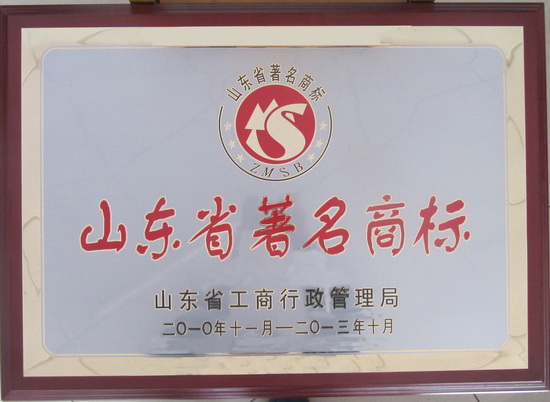 山东省著名商标
ZMSB
山东省著名商标
山东省工商行政管理局
二〇一〇年十一月—二〇一三年十月